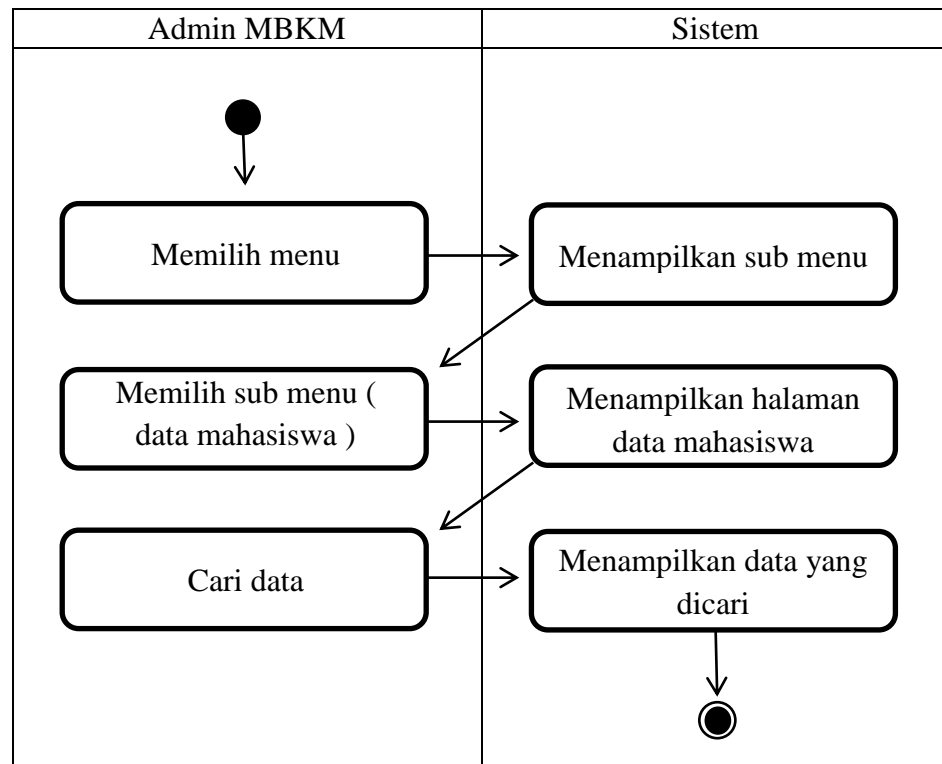 Admin MBKM
Sistem
Memilih menu
Menampilkan sub menu
Memilih sub menu (
data mahasiswa )
Menampilkan halaman
data mahasiswa
Cari data
Menampilkan data yang
dicari